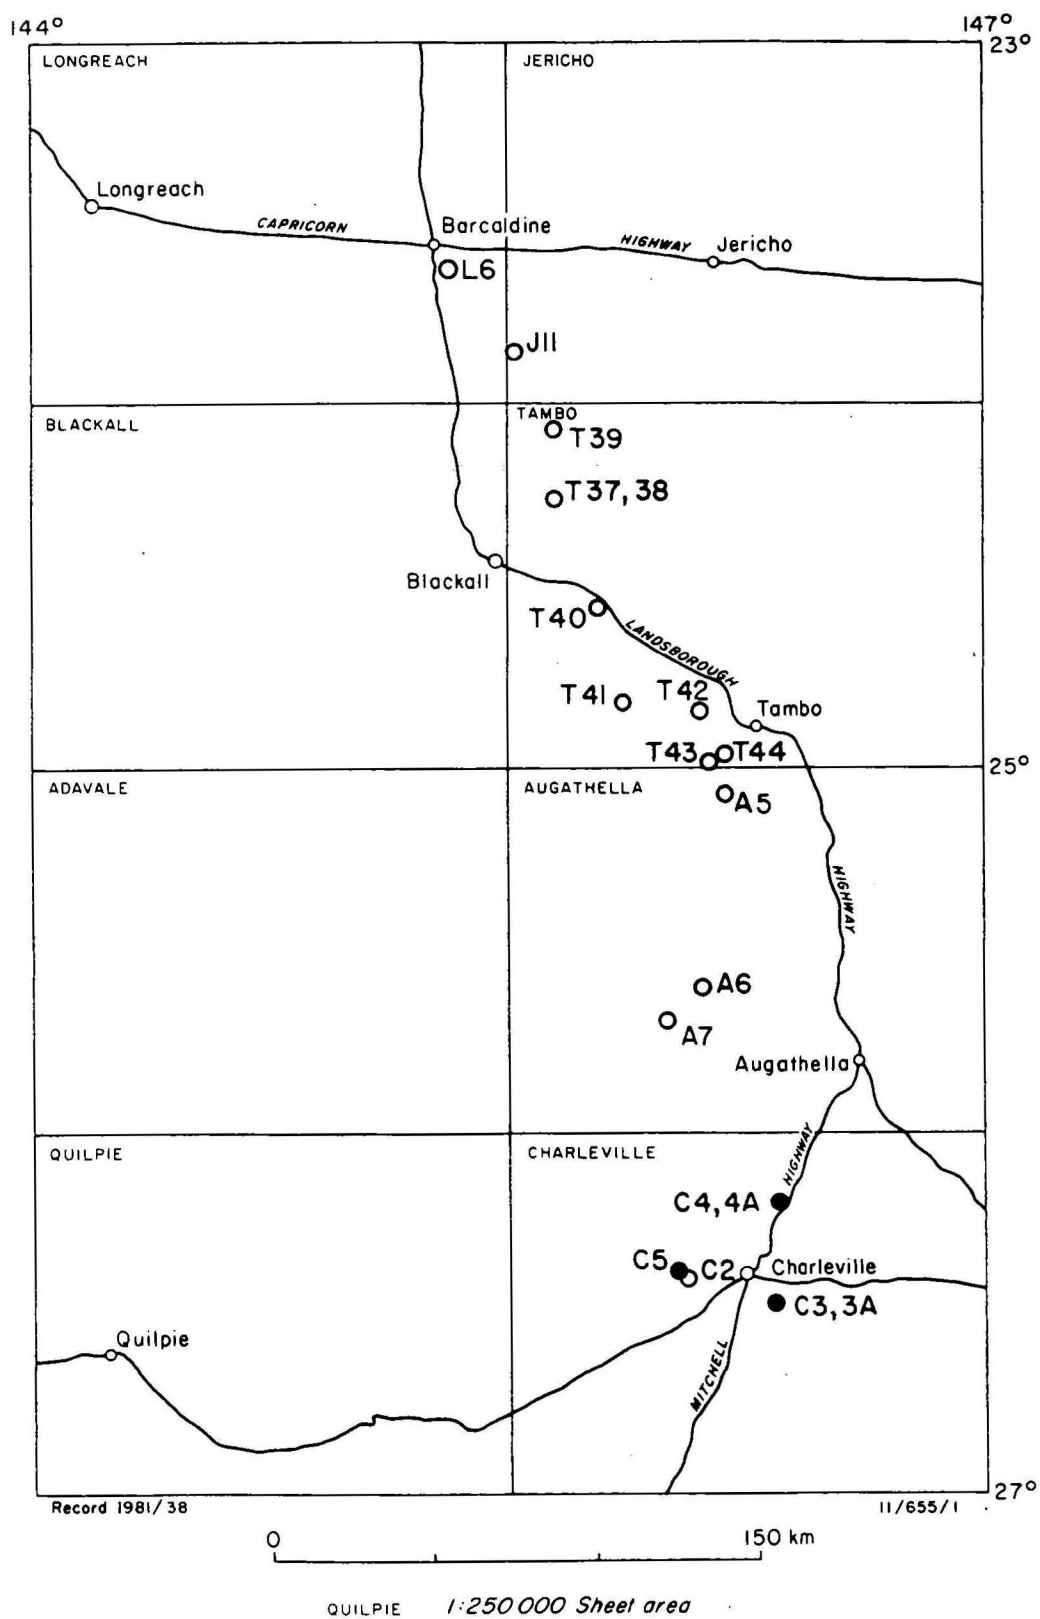 144°
147°
23°
LONGREACH
JERICHO
Longreach
CAPRICORN
Barcaldine
HIGHWAY
Jericho
L6
J11
BLACKALL
TAMBO
T39
T37, 38
Blackall
T40
LANDSBOROUGH
T41
T42
Tambo
T43
T44
25°
ADAVALE
AUGATHELLA
A5
HIGHWAY
A6
A7
Augathella
QUILPIE
CHARLEVILLE
HIGHWAY
C4, 4A
C5
C2
Charleville
C3, 3A
Quilpie
MITCHELL
Record 1981/38
11/655/1
27°
0
150 km
QUILPIE 1:250 000 Sheet area